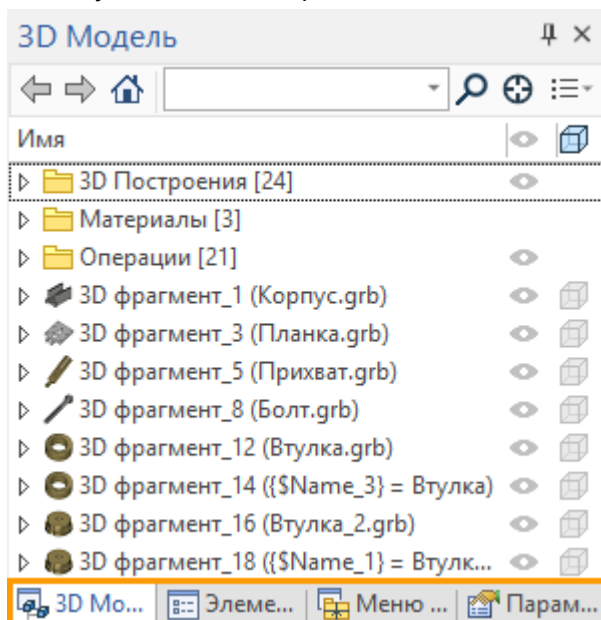 3D Модель
Имя
3D Построения [24]
Материалы [3]
Операции [21]
3D фрагмент_1 (Корпус.grb)
3D фрагмент_3 (Планка.grb)
3D фрагмент_5 (Прихват.grb)
3D фрагмент_8 (Болт.grb)
3D фрагмент_12 (Втулка.grb)
3D фрагмент_14 ({$Name_3} = Втулка)
3D фрагмент_16 (Втулка_2.grb)
3D фрагмент_18 ({$Name_1} = Втулк...
3D Мо... Элеме... Меню ... Парам...